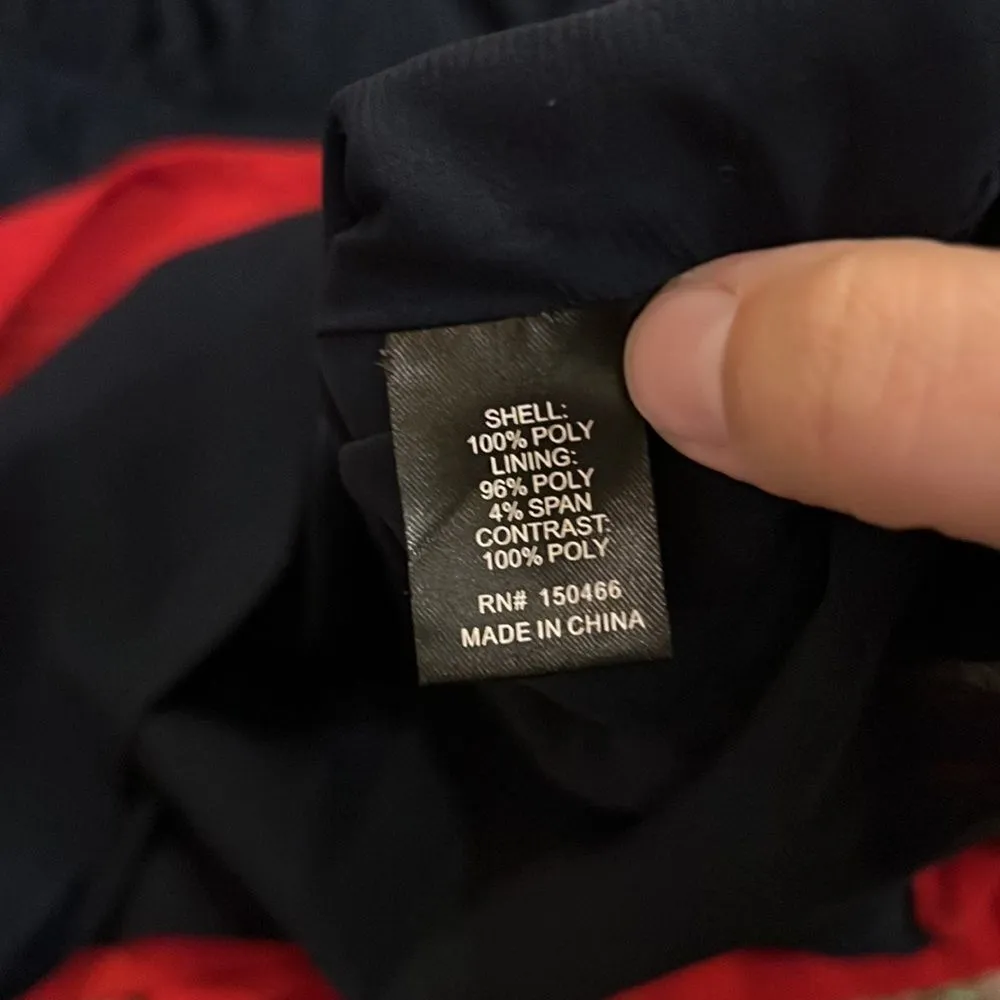 SHELL:
100% POLY
LINING:
96% POLY
4% SPAN
CONTRAST:
100% POLY
RN# 150466
MADE IN CHINA